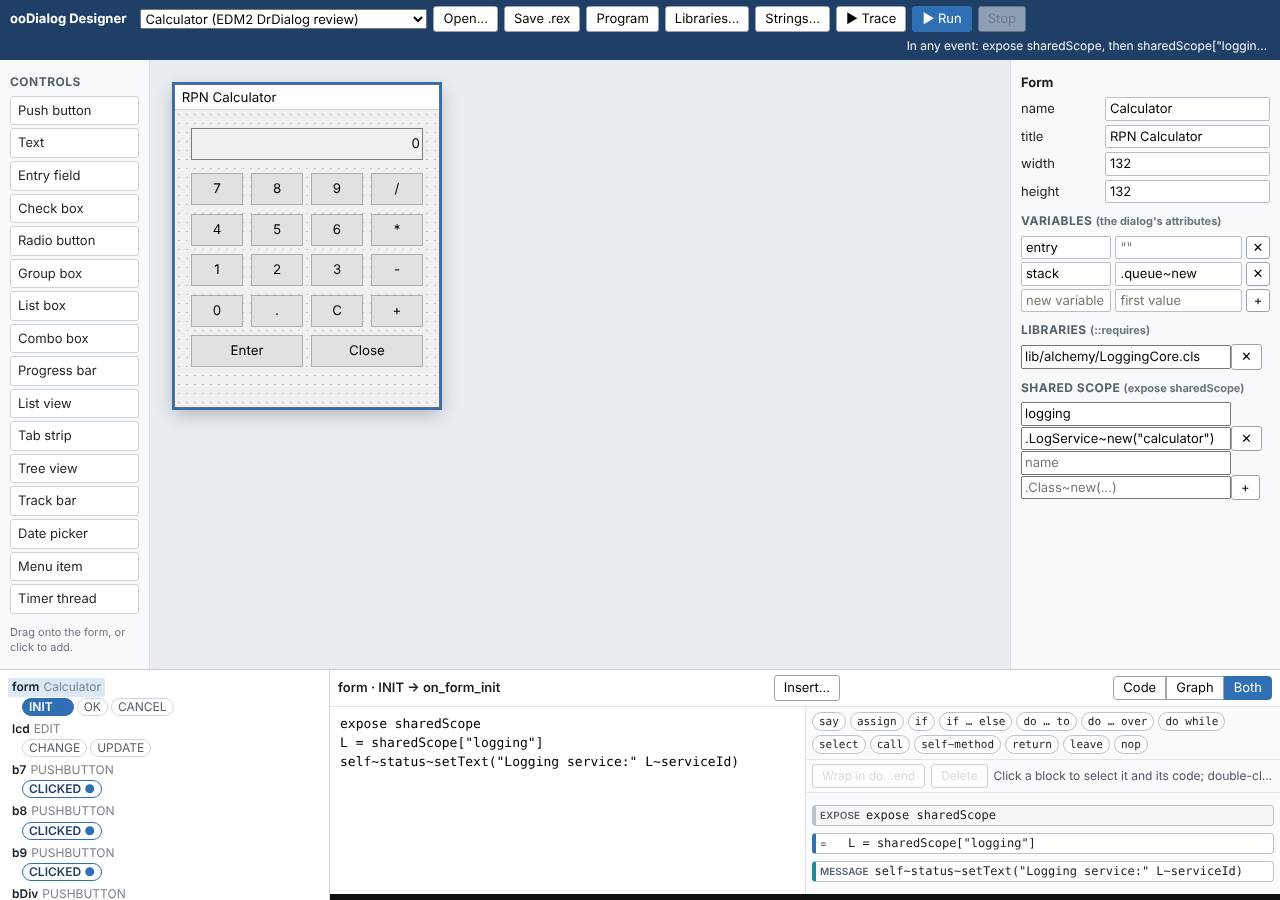 ooDialog Designer
Calculator (EDM2 DrDialog review)
Open...
Save .rex
Program
Libraries...
Strings...
▶ Trace
▶ Run
Stop
In any event: expose sharedScope, then sharedScope["loggin...
CONTROLS
Push button
Text
Entry field
Check box
Radio button
Group box
List box
Combo box
Progress bar
List view
Tab strip
Tree view
Track bar
Date picker
Menu item
Timer thread
Drag onto the form, or
click to add.
RPN Calculator
0
7 8 9 /
4 5 6 *
1 2 3 -
0 . C +
Enter Close
Form
name Calculator
title RPN Calculator
width 132
height 132
VARIABLES (the dialog's attributes)
entry "" ✕
stack .queue~new ✕
new variable first value +
LIBRARIES (::requires)
lib/alchemy/LoggingCore.cls ✕
SHARED SCOPE (expose sharedScope)
logging
.LogService~new("calculator") ✕
name
.Class~new(...) +
form Calculator
INIT OK CANCEL
lcd EDIT
CHANGE UPDATE
b7 PUSHBUTTON
CLICKED
b8 PUSHBUTTON
CLICKED
b9 PUSHBUTTON
CLICKED
bDiv PUSHBUTTON
form · INIT → on_form_init
Insert...
Code Graph Both
expose sharedScope
L = sharedScope["logging"]
self~status~setText("Logging service:" L~serviceId)
say assign if if … else do … to do … over do while
select call self~method return leave nop
Wrap in do...end Delete Click a block to select it and its code; double-cl...
EXPOSE expose sharedScope
= L = sharedScope["logging"]
MESSAGE self~status~setText("Logging service:" L~serviceId)